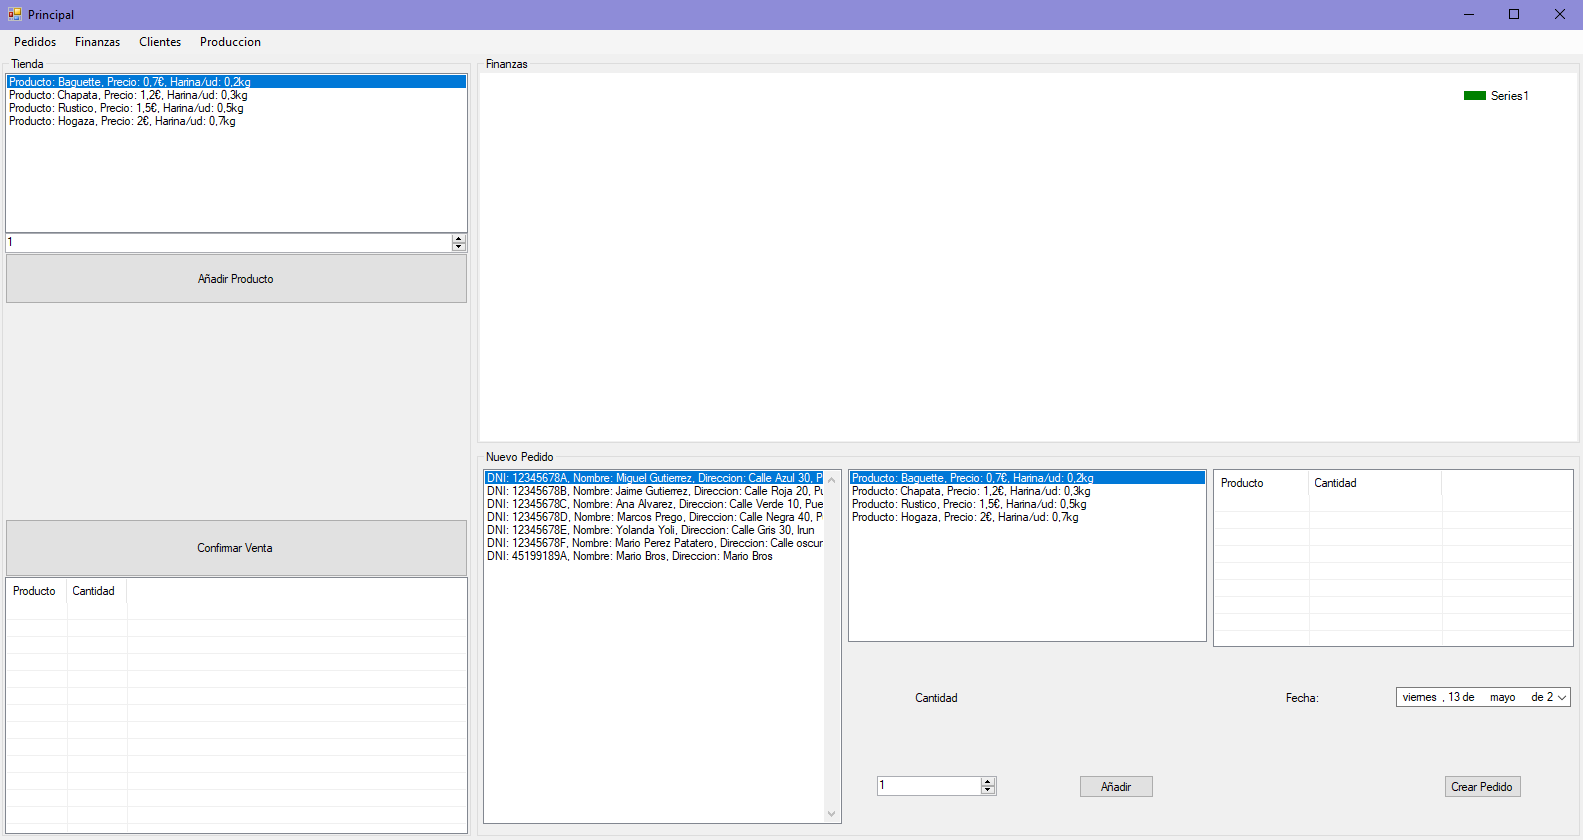 Principal
Pedidos Finanzas Clientes Produccion
Tienda
Producto: Baguette, Precio: 0,7€, Harina/ud: 0,2kg
Producto: Chapata, Precio: 1,2€, Harina/ud: 0,3kg
Producto: Rustico, Precio: 1,5€, Harina/ud: 0,5kg
Producto: Hogaza, Precio: 2€, Harina/ud: 0,7kg
1
Añadir Producto
Confirmar Venta
Producto Cantidad
Finanzas
Series1
Nuevo Pedido
DNI: 12345678A, Nombre: Miguel Gutierrez, Direccion: Calle Azul 30, P
DNI: 12345678B, Nombre: Jaime Gutierrez, Direccion: Calle Roja 20, Pu
DNI: 12345678C, Nombre: Ana Alvarez, Direccion: Calle Verde 10, Pue
DNI: 12345678D, Nombre: Marcos Prego, Direccion: Calle Negra 40, P
DNI: 12345678E, Nombre: Yolanda Yoli, Direccion: Calle Gris 30, Irun
DNI: 12345678F, Nombre: Mario Perez Patatero, Direccion: Calle oscur
DNI: 45199189A, Nombre: Mario Bros, Direccion: Mario Bros
Producto: Baguette, Precio: 0,7€, Harina/ud: 0,2kg
Producto: Chapata, Precio: 1,2€, Harina/ud: 0,3kg
Producto: Rustico, Precio: 1,5€, Harina/ud: 0,5kg
Producto: Hogaza, Precio: 2€, Harina/ud: 0,7kg
Producto Cantidad
Cantidad
Fecha: viernes , 13 de mayo de 2
1
Añadir
Crear Pedido